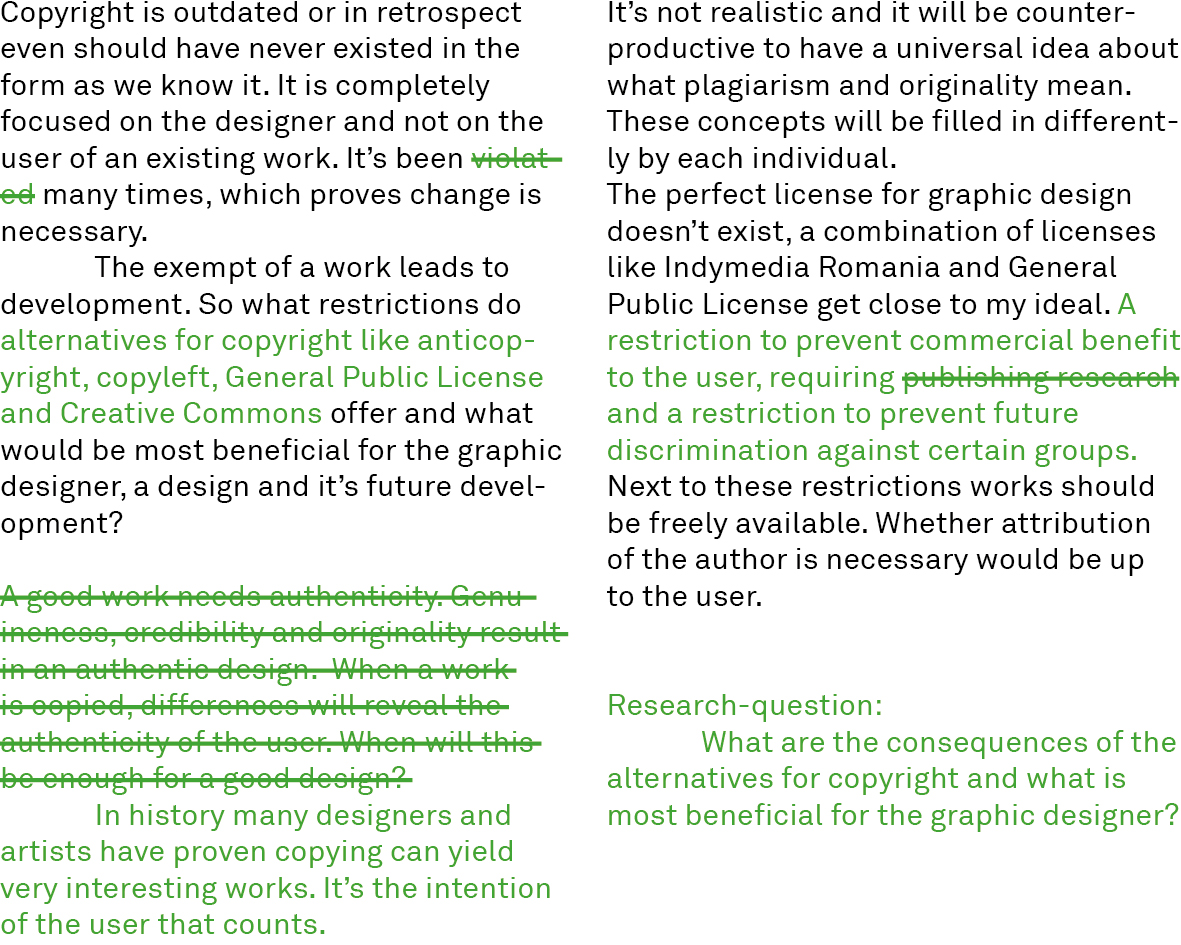 Copyright is outdated or in retrospect
even should have never existed in the
form as we know it. It is completely
focused on the designer and not on the
user of an existing work. It’s been violat-
ed many times, which proves change is
necessary.
The exempt of a work leads to
development. So what restrictions do
alternatives for copyright like anticop-
yright, copyleft, General Public License
and Creative Commons offer and what
would be most beneficial for the graphic
designer, a design and it’s future devel-
opment?
A good work needs authenticity. Genu-
ineness, credibility and originality result
in an authentic design. When a work
is copied, differences will reveal the
authenticity of the user. When will this
be enough for a good design?
In history many designers and
artists have proven copying can yield
very interesting works. It’s the intention
of the user that counts.
It’s not realistic and it will be counter-
productive to have a universal idea about
what plagiarism and originality mean.
These concepts will be filled in different-
ly by each individual.
The perfect license for graphic design
doesn’t exist, a combination of licenses
like Indymedia Romania and General
Public License get close to my ideal. A
restriction to prevent commercial benefit
to the user, requiring publishing research
and a restriction to prevent future
discrimination against certain groups.
Next to these restrictions works should
be freely available. Whether attribution
of the author is necessary would be up
to the user.
Research-question:
What are the consequences of the
alternatives for copyright and what is
most beneficial for the graphic designer?